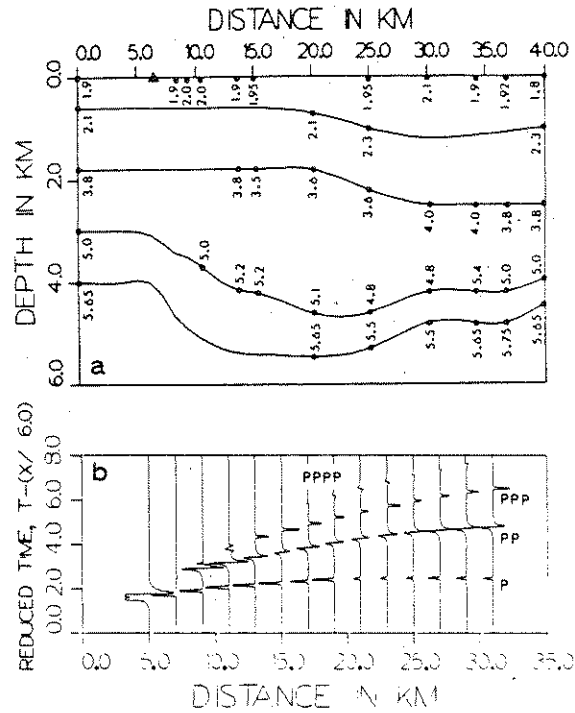 DISTANCE IN KM
0.0 5.0 10.0 20.0 25.0 30.0 35.0 40.0
0.0
1.9 1.9 2.0 2.0 1.9 1.95 1.95 2.1 1.9 1.92 1.8
2.1 2.1 2.3 2.3
2.0
3.8 3.8 3.5 3.6 3.6 4.0 4.0 3.8 3.8
5.0 5.0 5.2 5.2 5.1 4.8 4.8 5.4 5.0 5.0
4.0
5.65 5.65 5.5 5.5 5.65 5.75 5.65
6.0
DEPTH IN KM
a
REDUCED TIME, T-(X/ 6.0)
8.0
6.0
4.0
2.0
0.0
b
PPPP
PPP
PP
P
0.0 5.0 10.0 15.0 20.0 25.0 30.0 35.0
DISTANCE IN KM